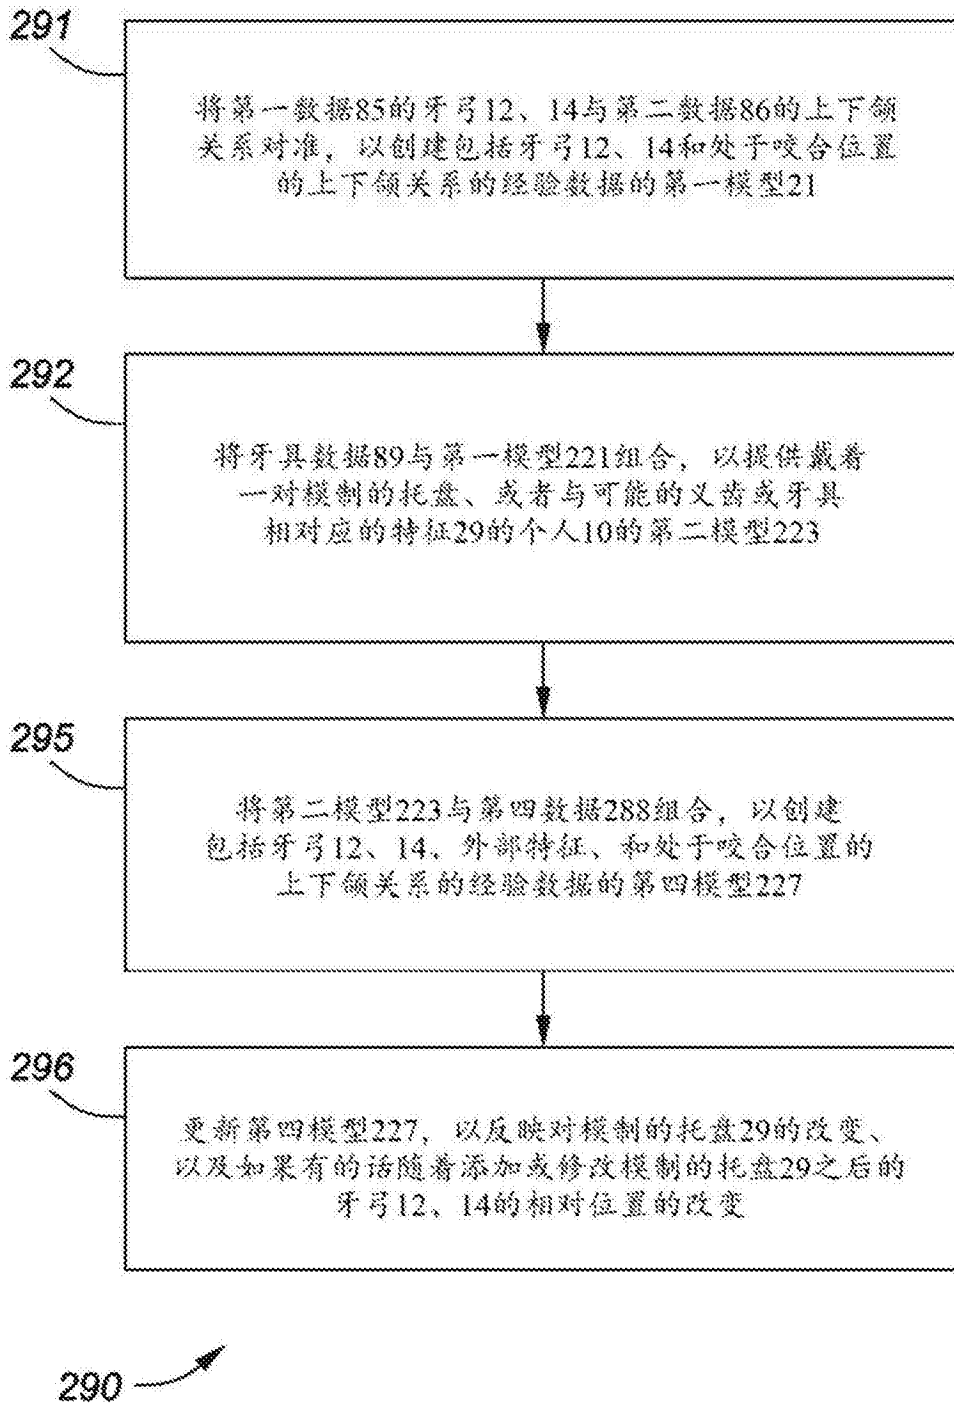 291
将第一数据85的牙弓12、14与第二数据86的上下颌
关系对准，以创建包括牙弓12、14和处于咬合位置
的上下颌关系的经验数据的第一模型21
292
将牙具数据89与第一模型221组合，以提供戴着
一对模制的托盘、或者与可能的义齿或牙具
相对应的特征29的个人10的第二模型223
295
将第二模型223与第四数据288组合，以创建
包括牙弓12、14，外部特征、和处于咬合位置的
上下颌关系的经验数据的第四模型227
296
更新第四模型227，以反映对模制的托盘29的改变、
以及如果有的话随着添加或修改模制的托盘29之后的
牙弓12、14的相对位置的改变
290